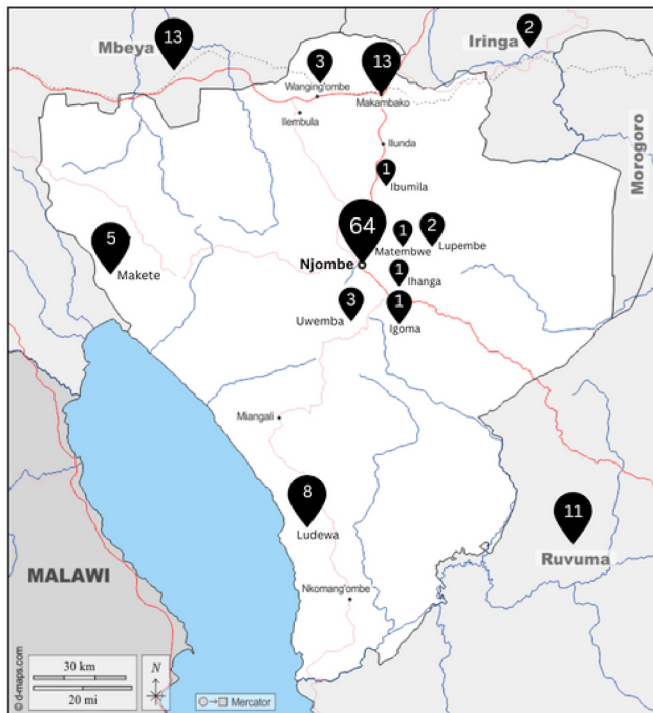 2
Iringa
13
Mbeya
3
Wanging'ombe
13
Makambako
Ilembula
Ilunda
Morogoro
1
Ibumila
64
Njombe
1
Matembwe
2
Lupembe
5
Makete
1
Ihanga
3
Uwemba
1
Igoma
Miangali
8
Ludewa
11
Ruvuma
MALAWI
Nkomang'ombe
30 km
20 mi
N
Mercator
© d-maps.com